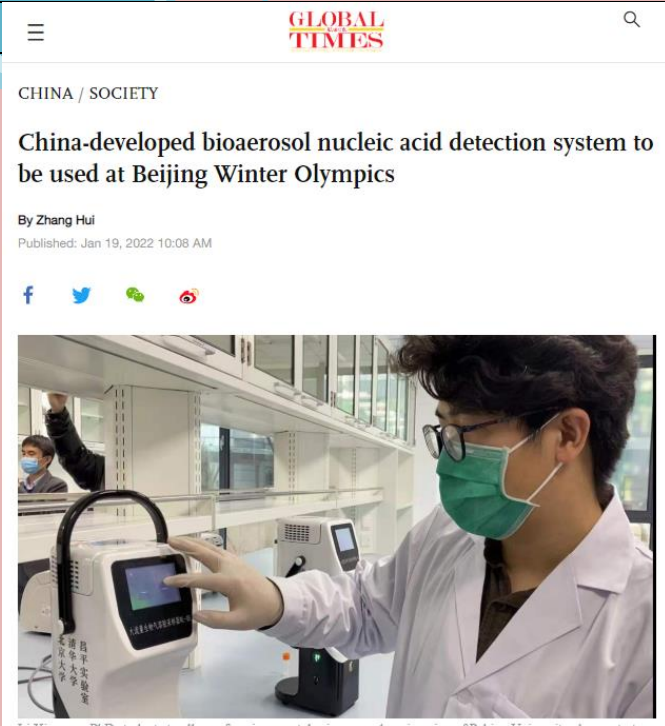 GLOBAL
TIMES
CHINA / SOCIETY
China-developed bioaerosol nucleic acid detection system to
be used at Beijing Winter Olympics
By Zhang Hui
Published: Jan 19, 2022 10:08 AM
f
昌平实验室
清华大学
北京大学